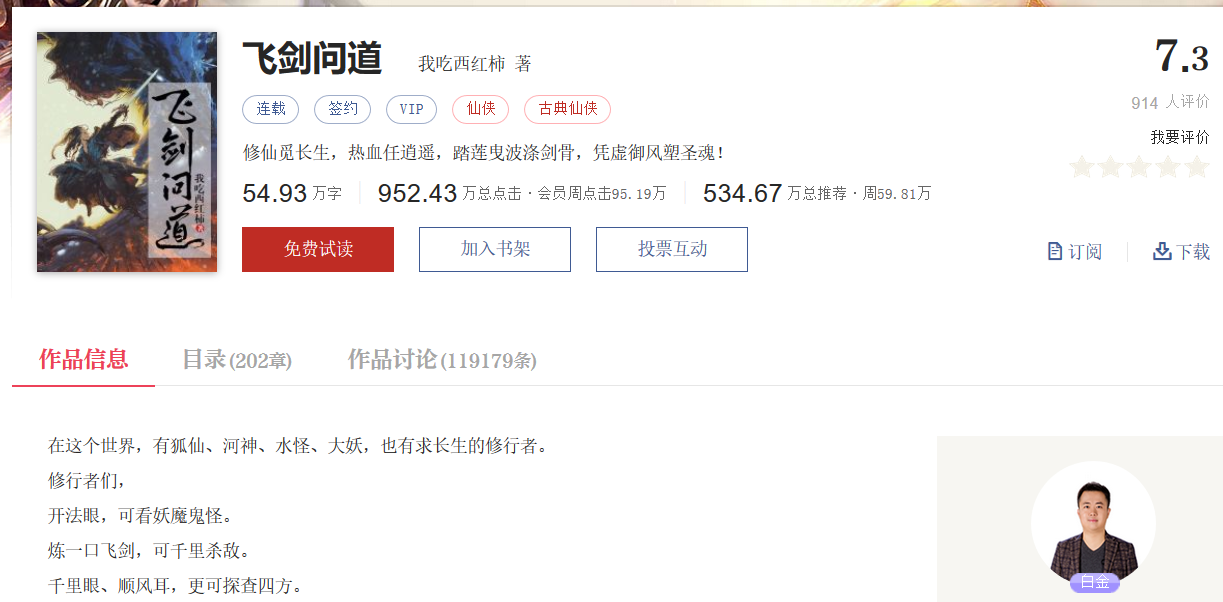 飞剑问道
我吃西红柿 著
飞剑问道 我吃西红柿 著
7.3
914 人评价
我要评价
连载 签约 VIP 仙侠 古典仙侠
修仙觅长生，热血任逍遥，踏莲曳波涤剑骨，凭虚御风塑圣魂！
54.93 万字 952.43 万总点击·会员周点击95.19万 534.67 万总推荐·周59.81万
免费试读 加入书架 投票互动
订阅 下载
作品信息 目录(202章) 作品讨论(119179条)
在这个世界，有狐仙、河神、水怪、大妖，也有求长生的修行者。
修行者们，
开法眼，可看妖魔鬼怪。
炼一口飞剑，可千里杀敌。
千里眼、顺风耳，更可探查四方。
白金